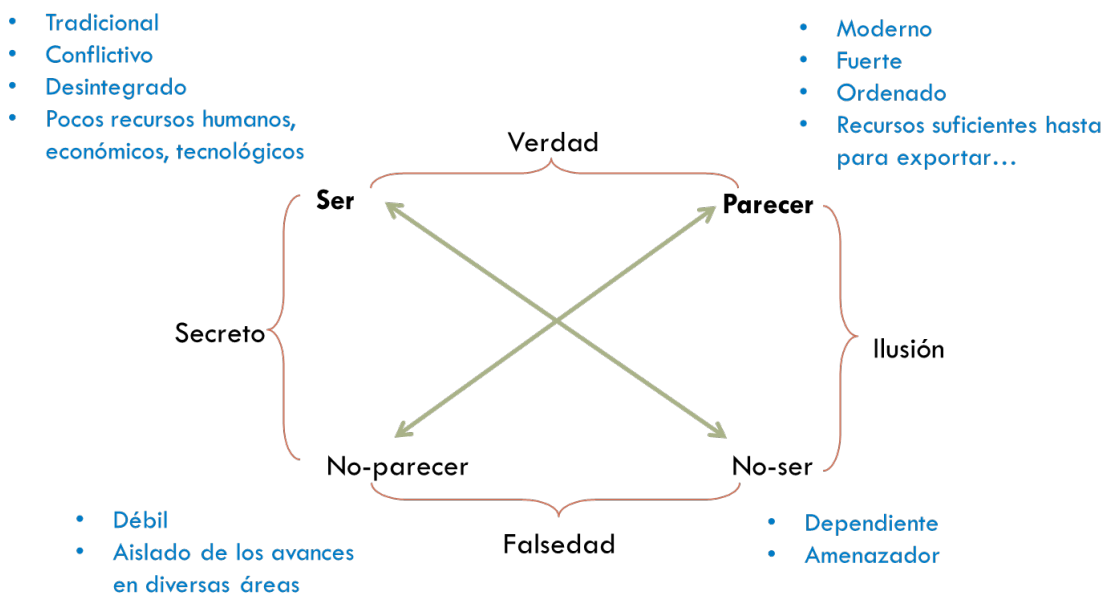 • Tradicional
• Conflictivo
• Desintegrado
• Pocos recursos humanos,
económicos, tecnológicos
• Moderno
• Fuerte
• Ordenado
• Recursos suficientes hasta
para exportar…
Verdad
Ser
Parecer
Secreto
Ilusión
No-parecer
No-ser
Falsedad
• Débil
• Aislado de los avances
en diversas áreas
• Dependiente
• Amenazador